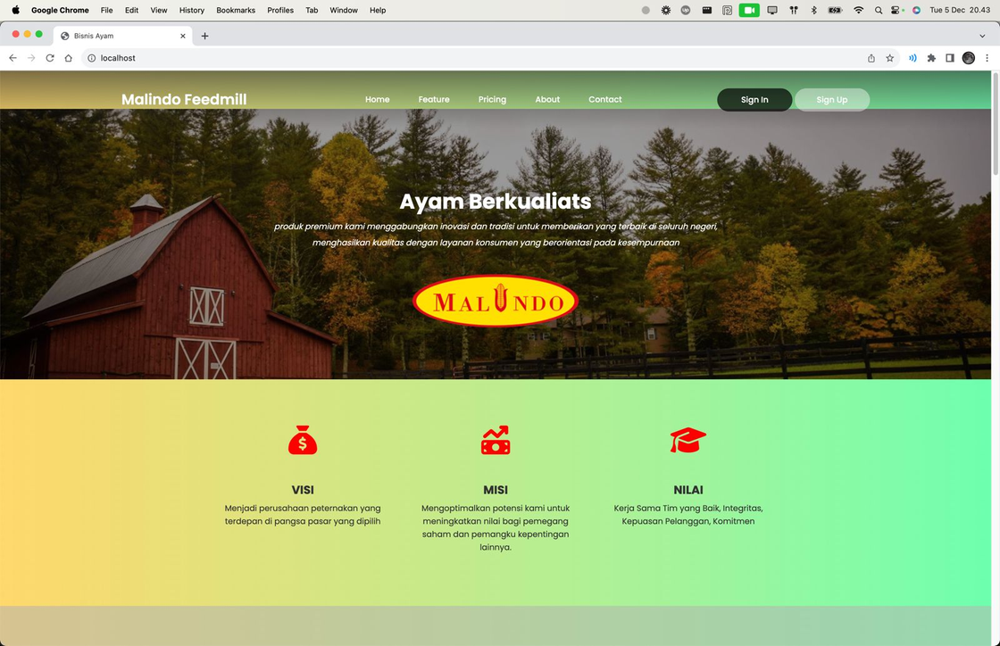 Google Chrome File Edit View History Bookmarks Profiles Tab Window Help Tue 5 Dec 20.43
Bisnis Ayam
localhost
Malindo Feedmill Home Feature Pricing About Contact Sign In Sign Up
Ayam Berkualiats
produk premium kami menggabungkan inovasi dan tradisi untuk memberikan yang terbaik di seluruh negeri,
menghasilkan kualitas dengan layanan konsumen yang berorientasi pada kesempurnaan
MALINDO
$
VISI
Menjadi perusahaan peternakan yang
terdepan di pangsa pasar yang dipilih
MISI
Mengoptimalkan potensi kami untuk
meningkatkan nilai bagi pemegang
saham dan pemangku kepentingan
lainnya.
NILAI
Kerja Sama Tim yang Baik, Integritas,
Kepuasan Pelanggan, Komitmen